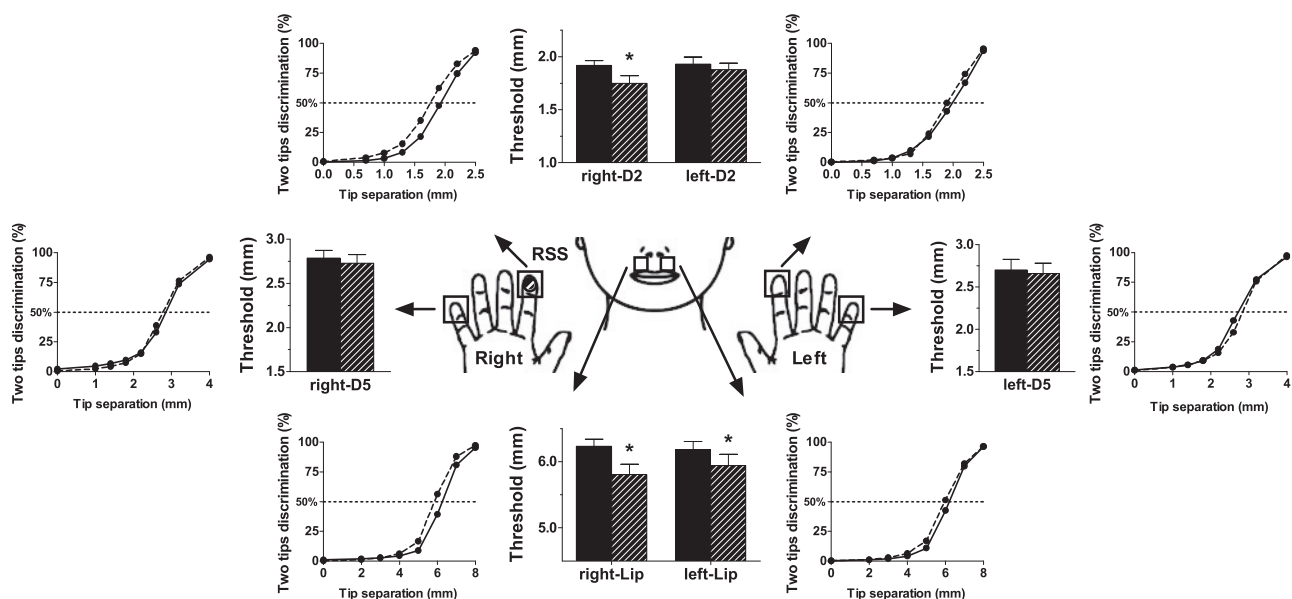 Two tips discrimination (%)
100
75
50%
25
0
0.0 0.5 1.0 1.5 2.0 2.5
Tip separation (mm)
Threshold (mm)
2.0
1.5
1.0
*
right-D2 left-D2
Two tips discrimination (%)
100
75
50%
25
0
0.0 0.5 1.0 1.5 2.0 2.5
Tip separation (mm)
Two tips discrimination (%)
100
75
50%
25
0
0 1 2 3 4
Tip separation (mm)
Threshold (mm)
3.0
2.5
2.0
1.5
right-D5
RSS
Right
Left
Threshold (mm)
3.0
2.5
2.0
1.5
left-D5
Two tips discrimination (%)
100
75
50%
25
0
0 1 2 3 4
Tip separation (mm)
Two tips discrimination (%)
100
75
50%
25
0
0 2 4 6 8
Tip separation (mm)
Threshold (mm)
6.0
5.0
* *
right-Lip left-Lip
Two tips discrimination (%)
100
75
50%
25
0
0 2 4 6 8
Tip separation (mm)